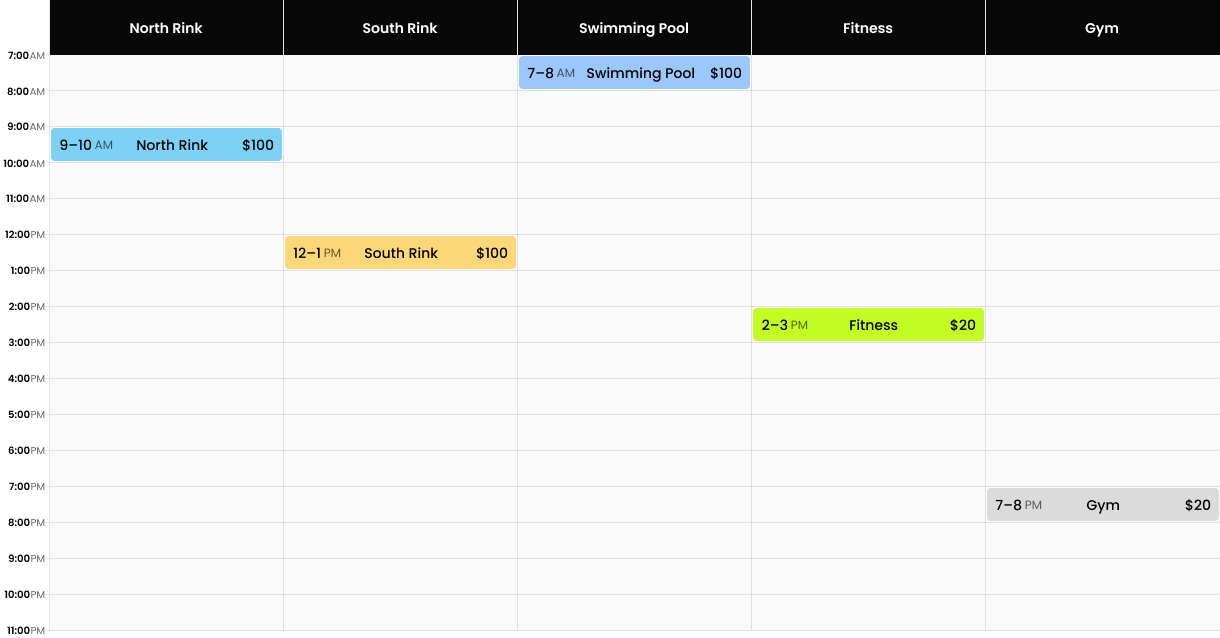 North Rink South Rink Swimming Pool Fitness Gym
7:00AM
7–8 AM Swimming Pool $100
8:00AM
9:00AM
9–10 AM North Rink $100
10:00AM
11:00AM
12:00PM
12–1 PM South Rink $100
1:00PM
2:00PM
2–3 PM Fitness $20
3:00PM
4:00PM
5:00PM
6:00PM
7:00PM
7–8 PM Gym $20
8:00PM
9:00PM
10:00PM
11:00PM